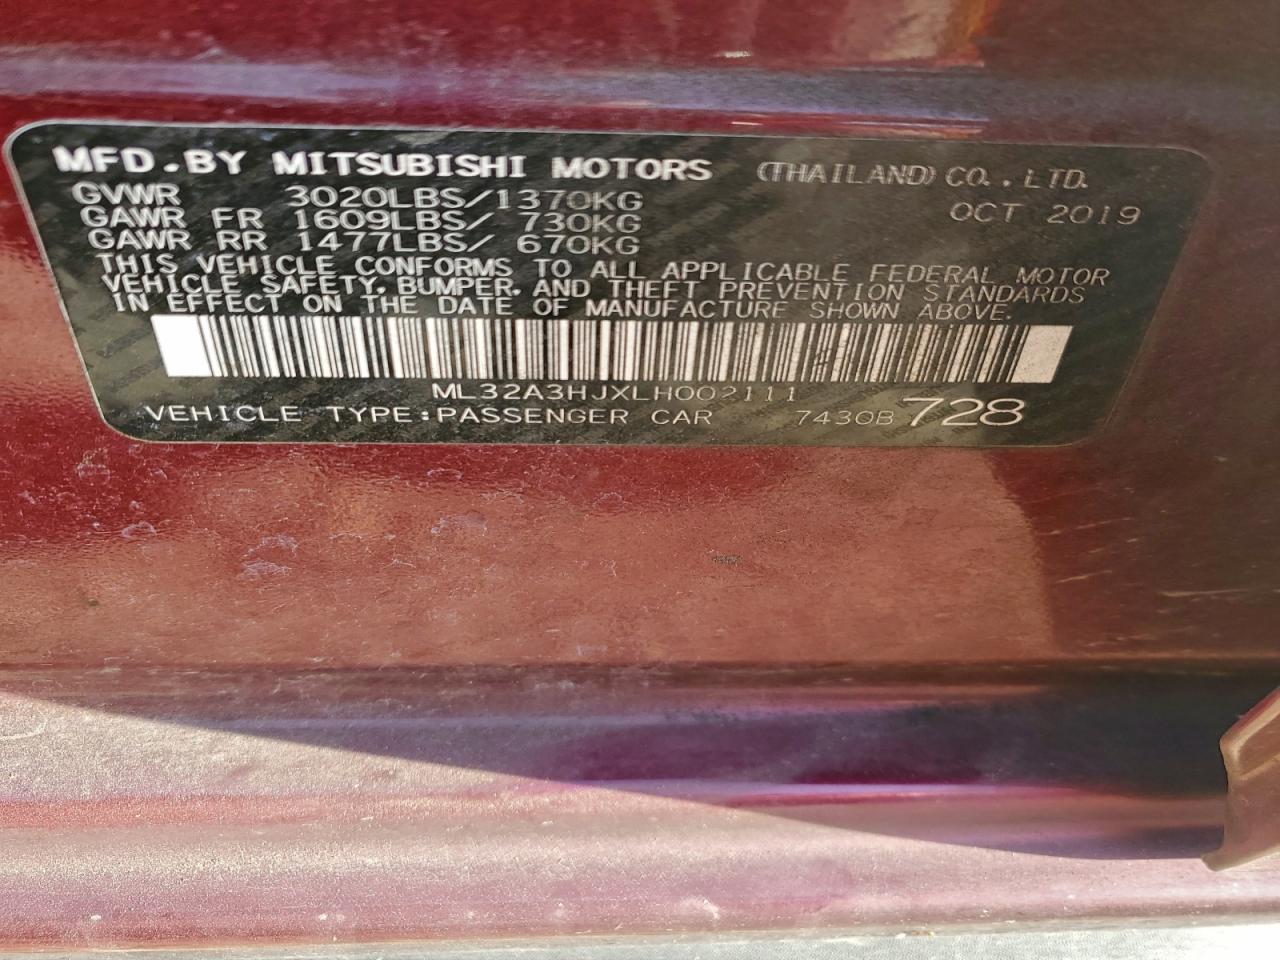 MFD.BY MITSUBISHI MOTORS (THAILAND) CO.,LTD.
GVWR 3020LBS/1370KG OCT 2019
GAWR FR 1609LBS/ 730KG
GAWR RR 1477LBS/ 670KG
THIS VEHICLE CONFORMS TO ALL APPLICABLE FEDERAL MOTOR
VEHICLE SAFETY, BUMPER, AND THEFT PREVENTION STANDARDS
IN EFFECT ON THE DATE OF MANUFACTURE SHOWN ABOVE.
ML32A3HJXLH002111
VEHICLE TYPE:PASSENGER CAR 7430B 728